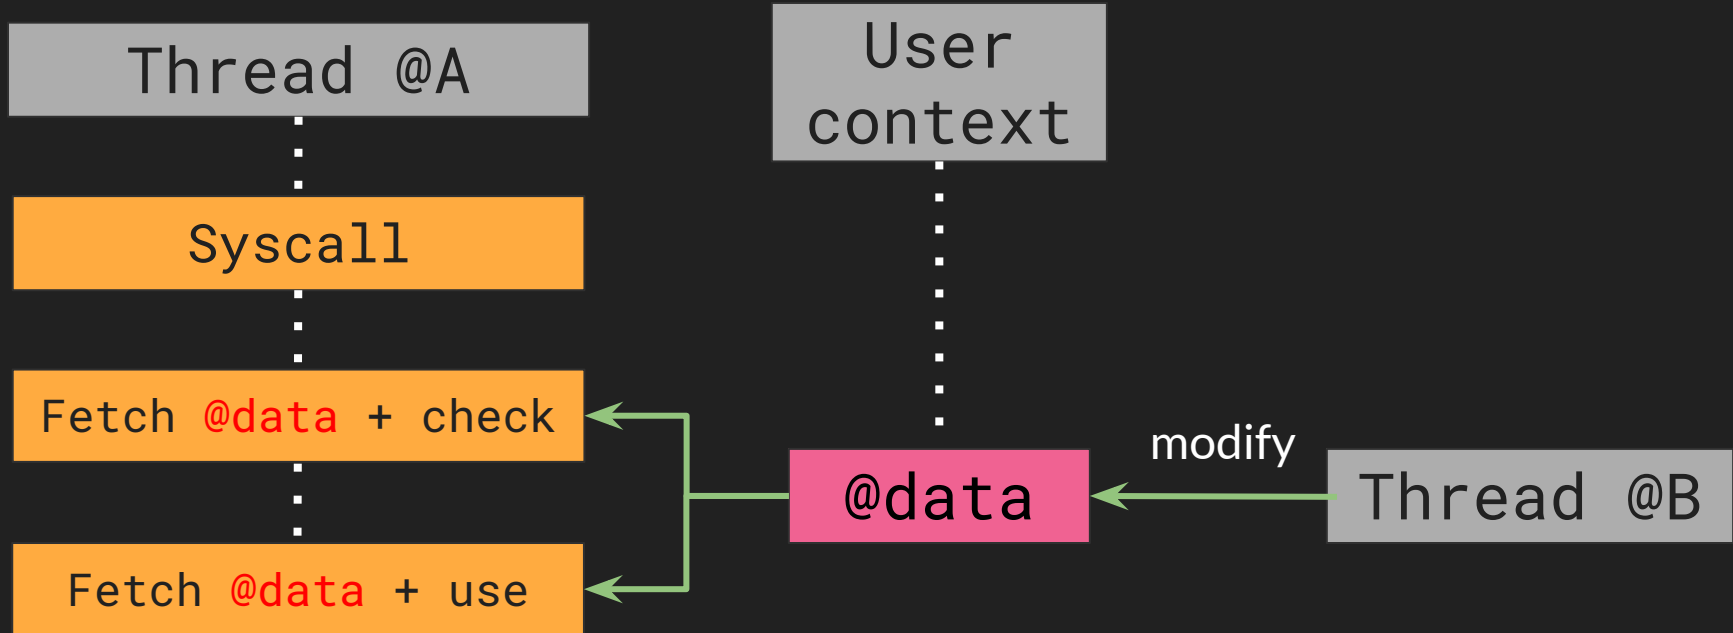 Thread @A
User
context
Syscall
Fetch @data + check
modify
@data
Thread @B
Fetch @data + use